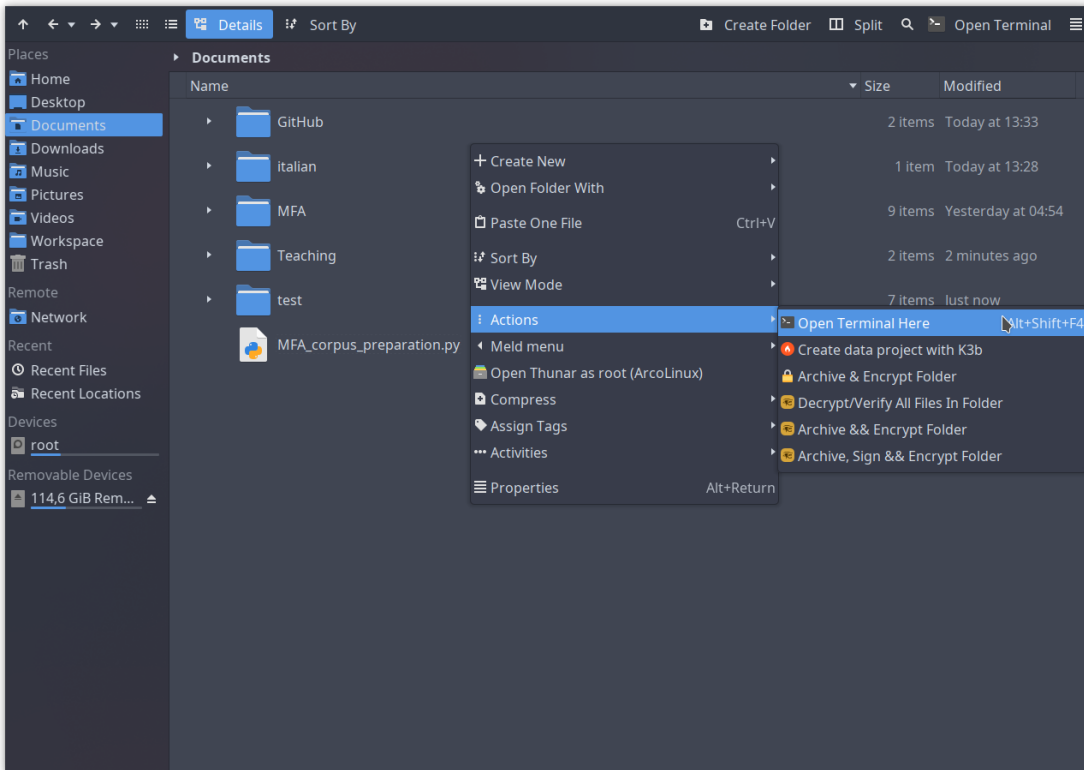 Details
Sort By
Create Folder
Split
Open Terminal
Places
Home
Desktop
Documents
Downloads
Music
Pictures
Videos
Workspace
Trash
Remote
Network
Recent
Recent Files
Recent Locations
Devices
root
Removable Devices
114,6 GiB Rem...
Documents
Name Size Modified
GitHub 2 items Today at 13:33
italian 1 item Today at 13:28
MFA 9 items Yesterday at 04:54
Teaching 2 items 2 minutes ago
test 7 items Just now
MFA_corpus_preparation.py
Create New
Open Folder With
Paste One File Ctrl+V
Sort By
View Mode
Actions
Meld menu
Open Thunar as root (ArcoLinux)
Compress
Assign Tags
Activities
Properties Alt+Return
Open Terminal Here Alt+Shift+F4
Create data project with K3b
Archive & Encrypt Folder
Decrypt/Verify All Files In Folder
Archive && Encrypt Folder
Archive, Sign && Encrypt Folder